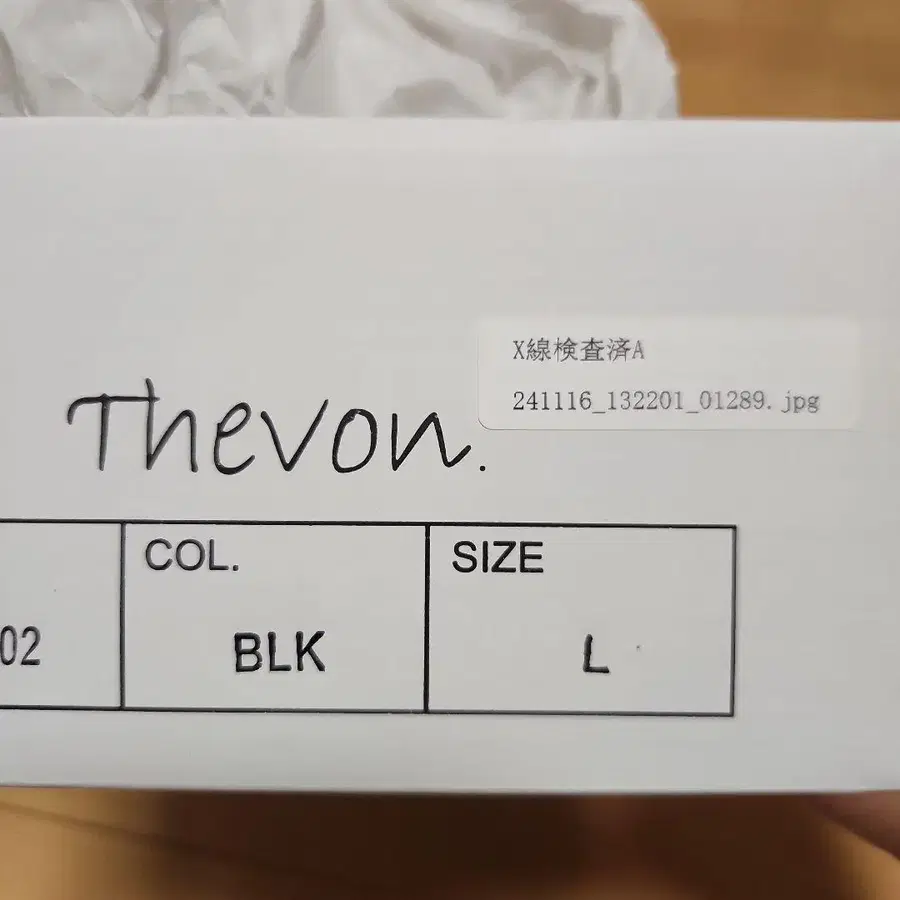 X線検査済A
241116_132201_01289.jpg
Thevon.
COL.
SIZE
02
BLK
L